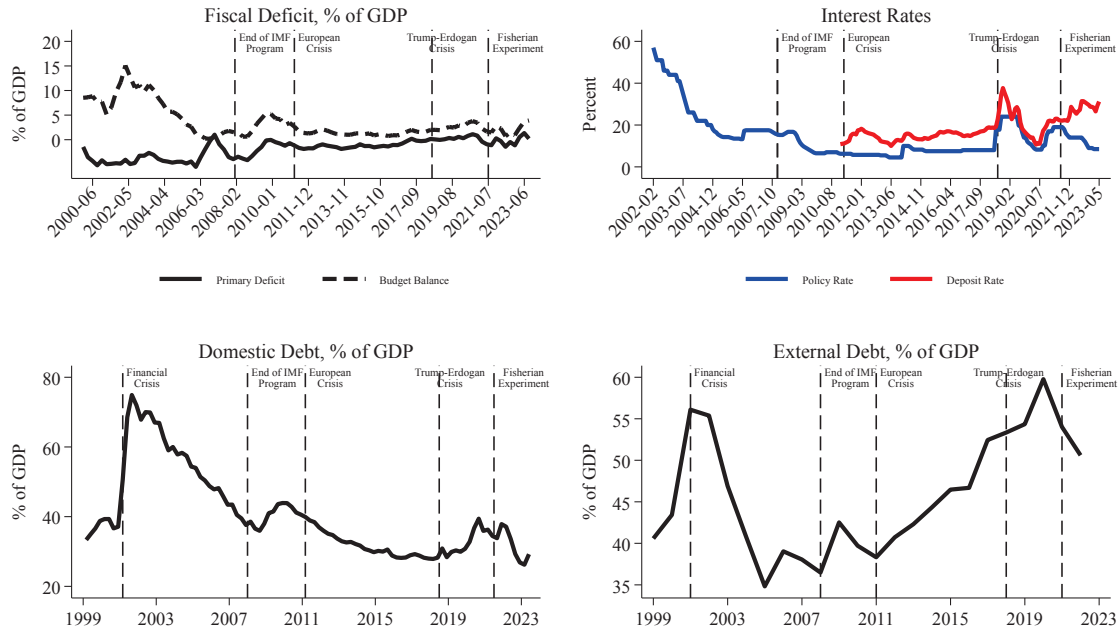 Fiscal Deficit, % of GDP
% of GDP
20
15
10
5
0
End of IMF
Program
European
Crisis
Trump-Erdogan
Crisis
Fisherian
Experiment
2000-06
2002-05
2004-04
2006-03
2008-02
2010-01
2011-12
2013-11
2015-10
2017-09
2019-08
2021-07
2023-06
Primary Deficit
Budget Balance
Interest Rates
Percent
60
40
20
0
End of IMF
Program
European
Crisis
Trump-Erdogan
Crisis
Fisherian
Experiment
2002-02
2003-07
2004-12
2006-05
2007-10
2009-03
2010-08
2012-01
2013-06
2014-11
2016-04
2017-09
2019-02
2020-07
2021-12
2023-05
Policy Rate
Deposit Rate
Domestic Debt, % of GDP
% of GDP
80
60
40
20
Financial
Crisis
End of IMF
Program
European
Crisis
Trump-Erdogan
Crisis
Fisherian
Experiment
1999
2003
2007
2011
2015
2019
2023
External Debt, % of GDP
% of GDP
60
55
50
45
40
35
Financial
Crisis
End of IMF
Program
European
Crisis
Trump-Erdogan
Crisis
Fisherian
Experiment
1999
2003
2007
2011
2015
2019
2023